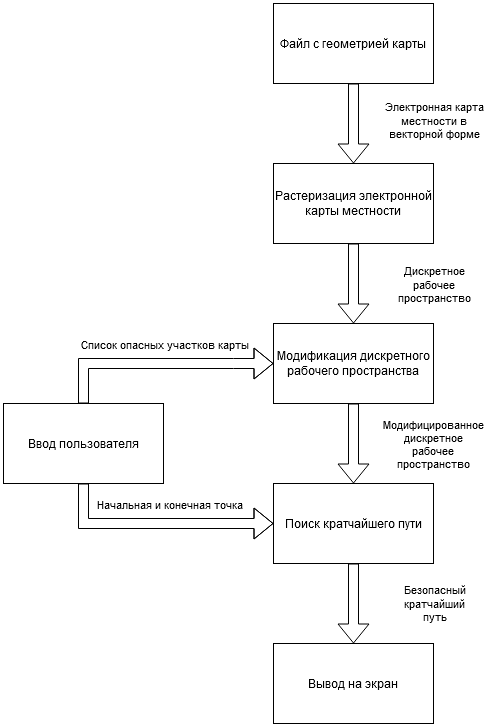 Файл с геометрией карты
Электронная карта
местности в
векторной форме
Растеризация электронной
карты местности
Дискретное
рабочее
пространство
Список опасных участков карты
Модификация дискретного
рабочего пространства
Ввод пользователя
Модифицированное
дискретное
рабочее
пространство
Начальная и конечная точка
Поиск кратчайшего пути
Безопасный
кратчайший
путь
Вывод на экран